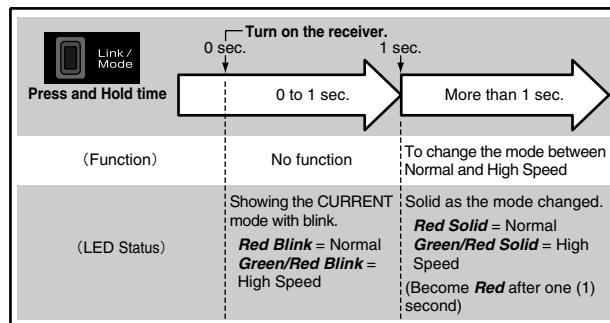 Turn on the receiver.
0 sec.
1 sec.
Link/
Mode
Press and Hold time
0 to 1 sec.
More than 1 sec.
(Function)
No function
To change the mode between
Normal and High Speed
(LED Status)
Showing the CURRENT
mode with blink.
Red Blink = Normal
Green/Red Blink =
High Speed
Solid as the mode changed.
Red Solid = Normal
Green/Red Solid = High
Speed
(Become Red after one (1)
second)